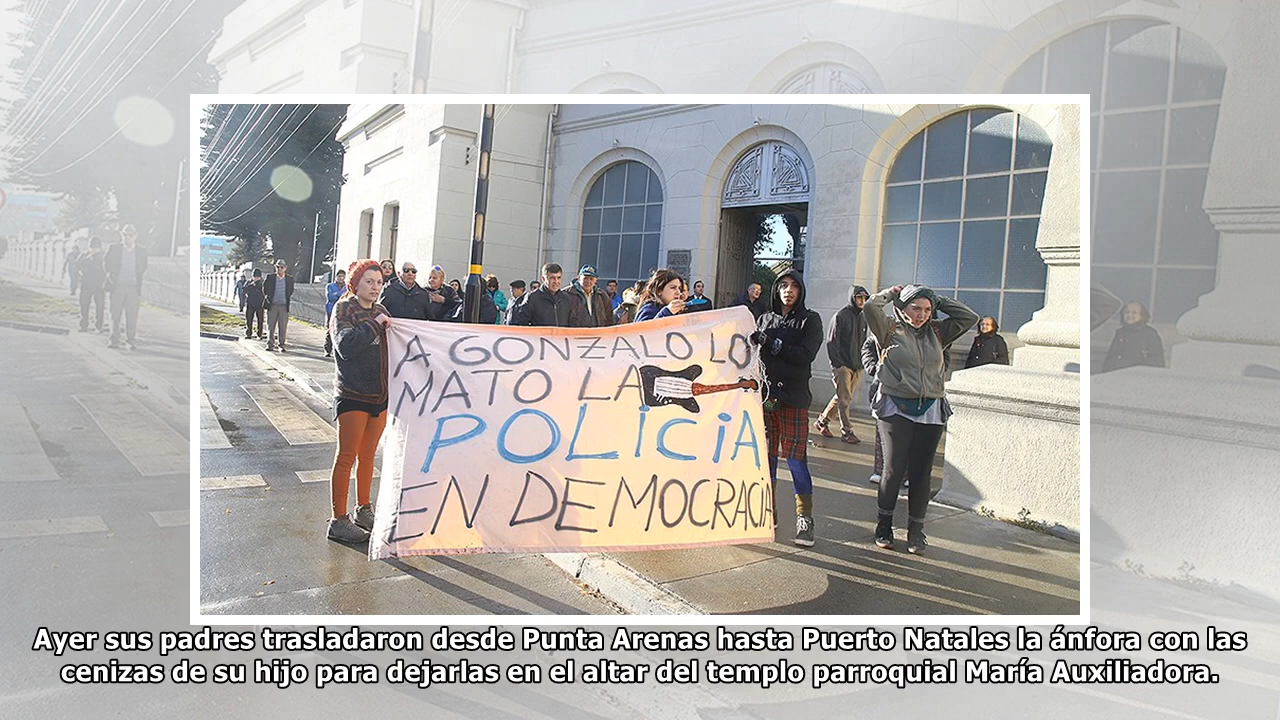 A GONZALO LO
MATO LA
POLICIA
EN DEMOCRACIA
Ayer sus padres trasladaron desde Punta Arenas hasta Puerto Natales la ánfora con las
cenizas de su hijo para dejarlas en el altar del templo parroquial María Auxiliadora.